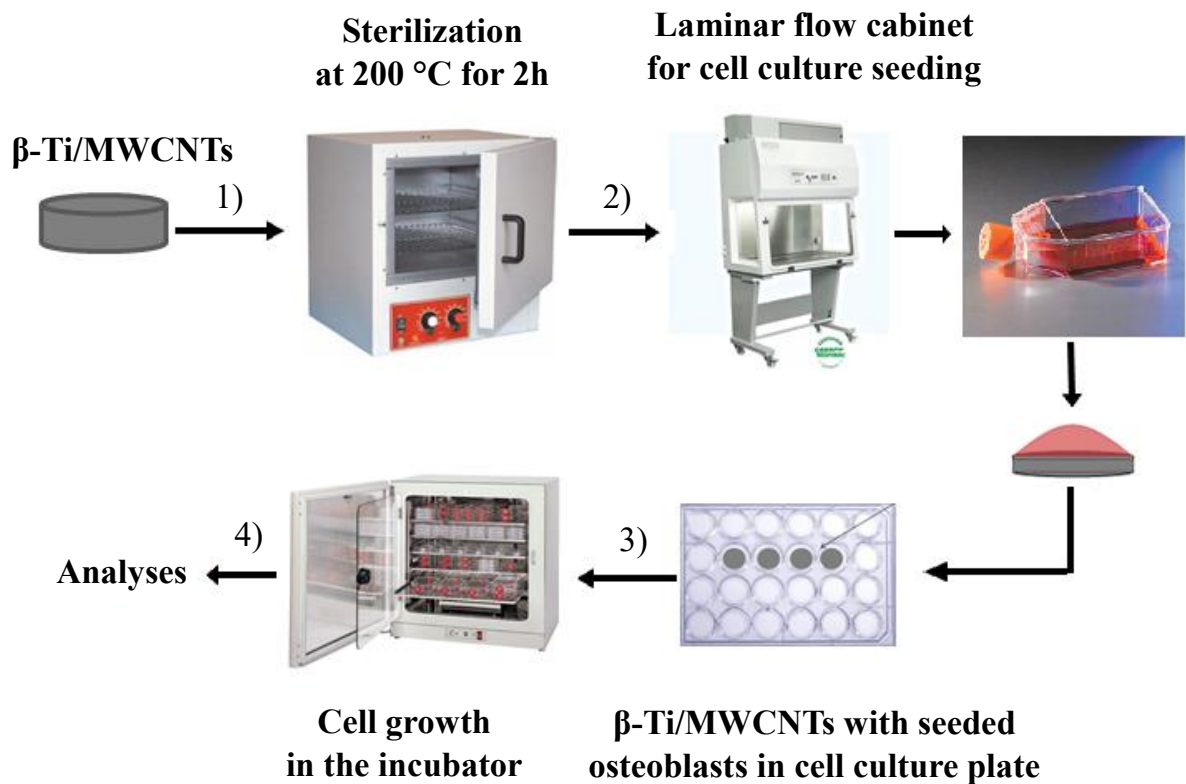 Sterilization
at 200 °C for 2h
Laminar flow cabinet
for cell culture seeding
β-Ti/MWCNTs
1)
2)
3)
4)
Analyses
Cell growth
in the incubator
β-Ti/MWCNTs with seeded
osteoblasts in cell culture plate